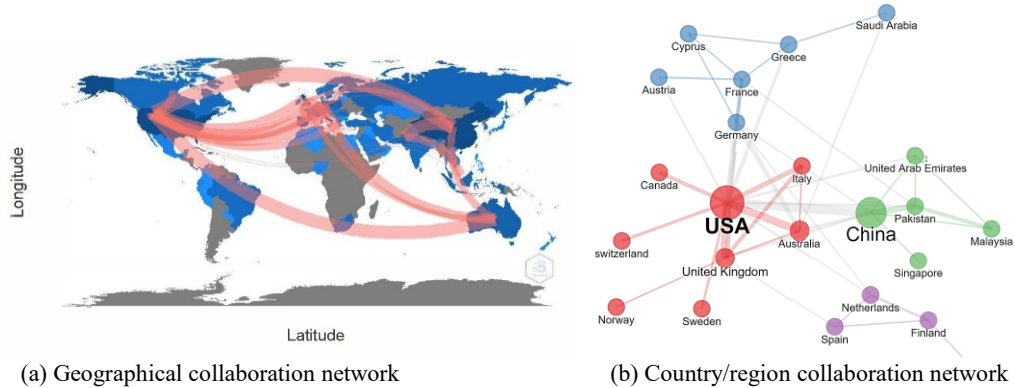 Longitude
Latitude
(a) Geographical collaboration network
Saudi Arabia
Cyprus
Greece
Austria
France
Germany
Canada
Italy
United Arab Emirates
USA
China
Pakistan
switzerland
Australia
Malaysia
United Kingdom
Singapore
Norway
Sweden
Netherlands
Spain
Finland
(b) Country/region collaboration network